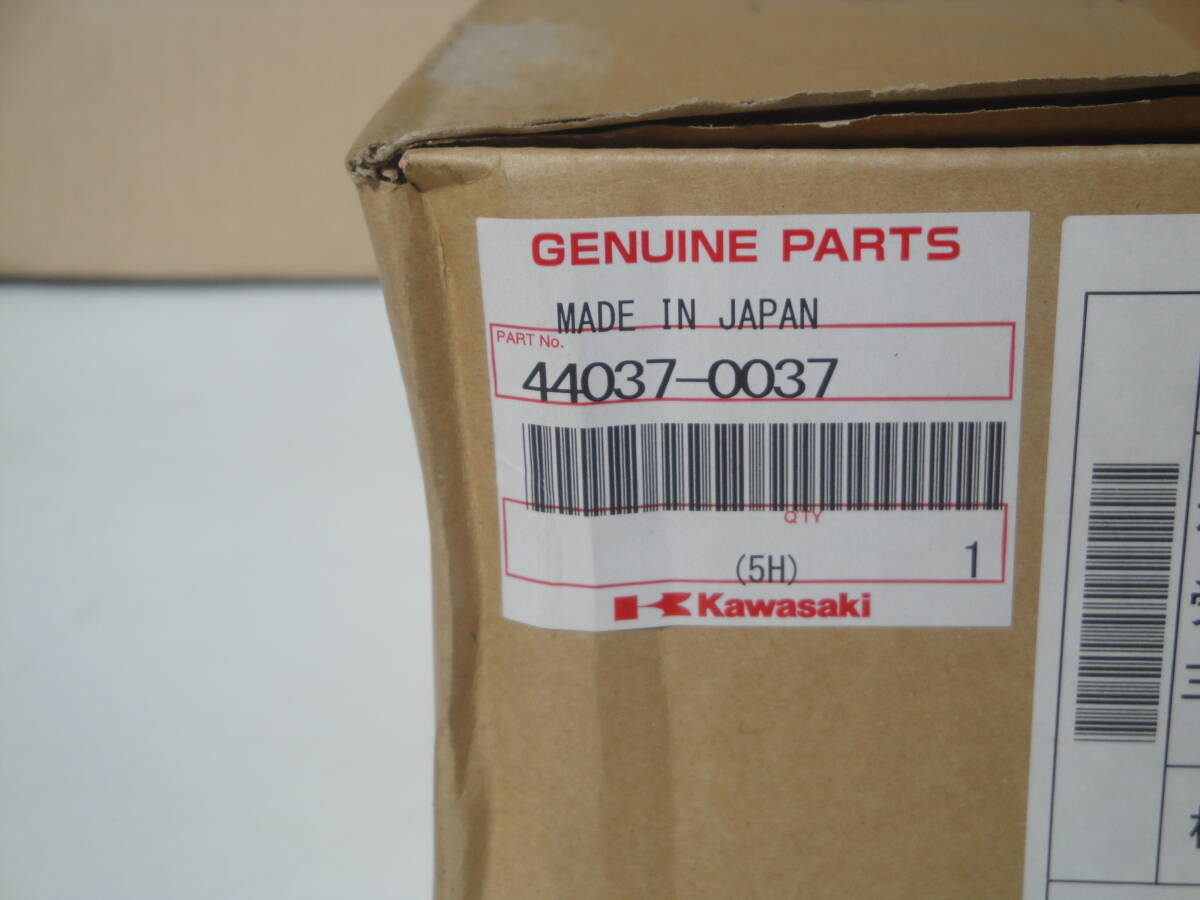 GENUINE PARTS
MADE IN JAPAN
PART No.
44037-0037
QTY
(5H) 1
Kawasaki